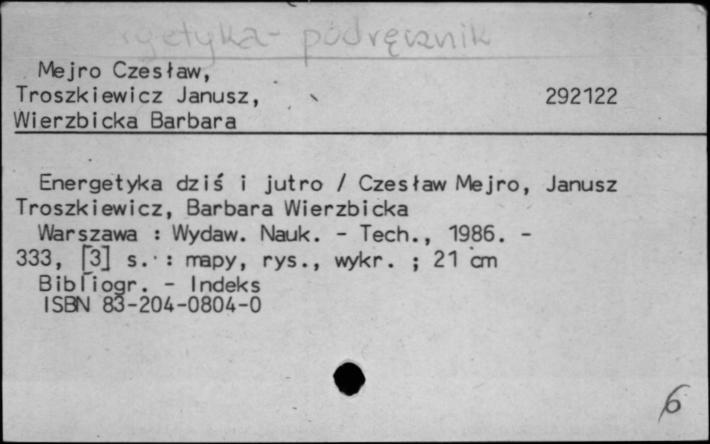 podręcznik
Mejro Czesław,
Troszkiewicz Janusz, 292122
Wierzbicka Barbara
Energetyka dziś i jutro / Czesław Mejro, Janusz
Troszkiewicz, Barbara Wierzbicka
Warszawa : Wydaw. Nauk. - Tech., 1986. -
333, [3] s. : mapy, rys., wykr. ; 21 cm
Bibliogr. - Indeks
ISBN 83-204-0804-0
6